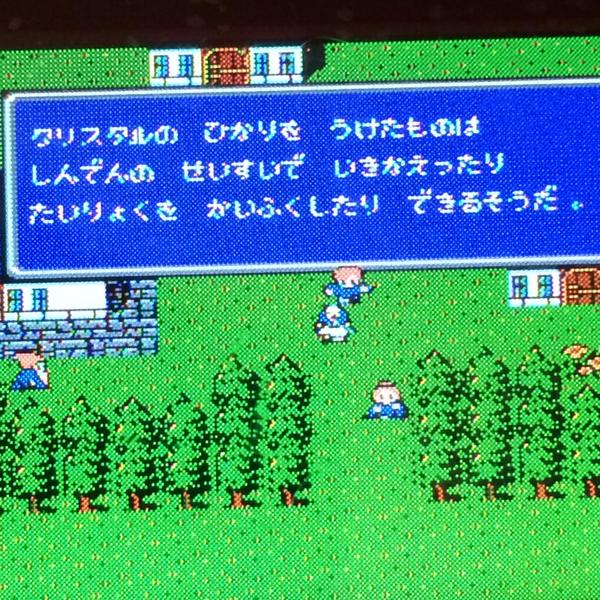 クリスタルの　ひかりを　うけたものは
しんでんの　せいすいで　いきかえったり
たいりょくを　かいふくしたり　できるそうだ。